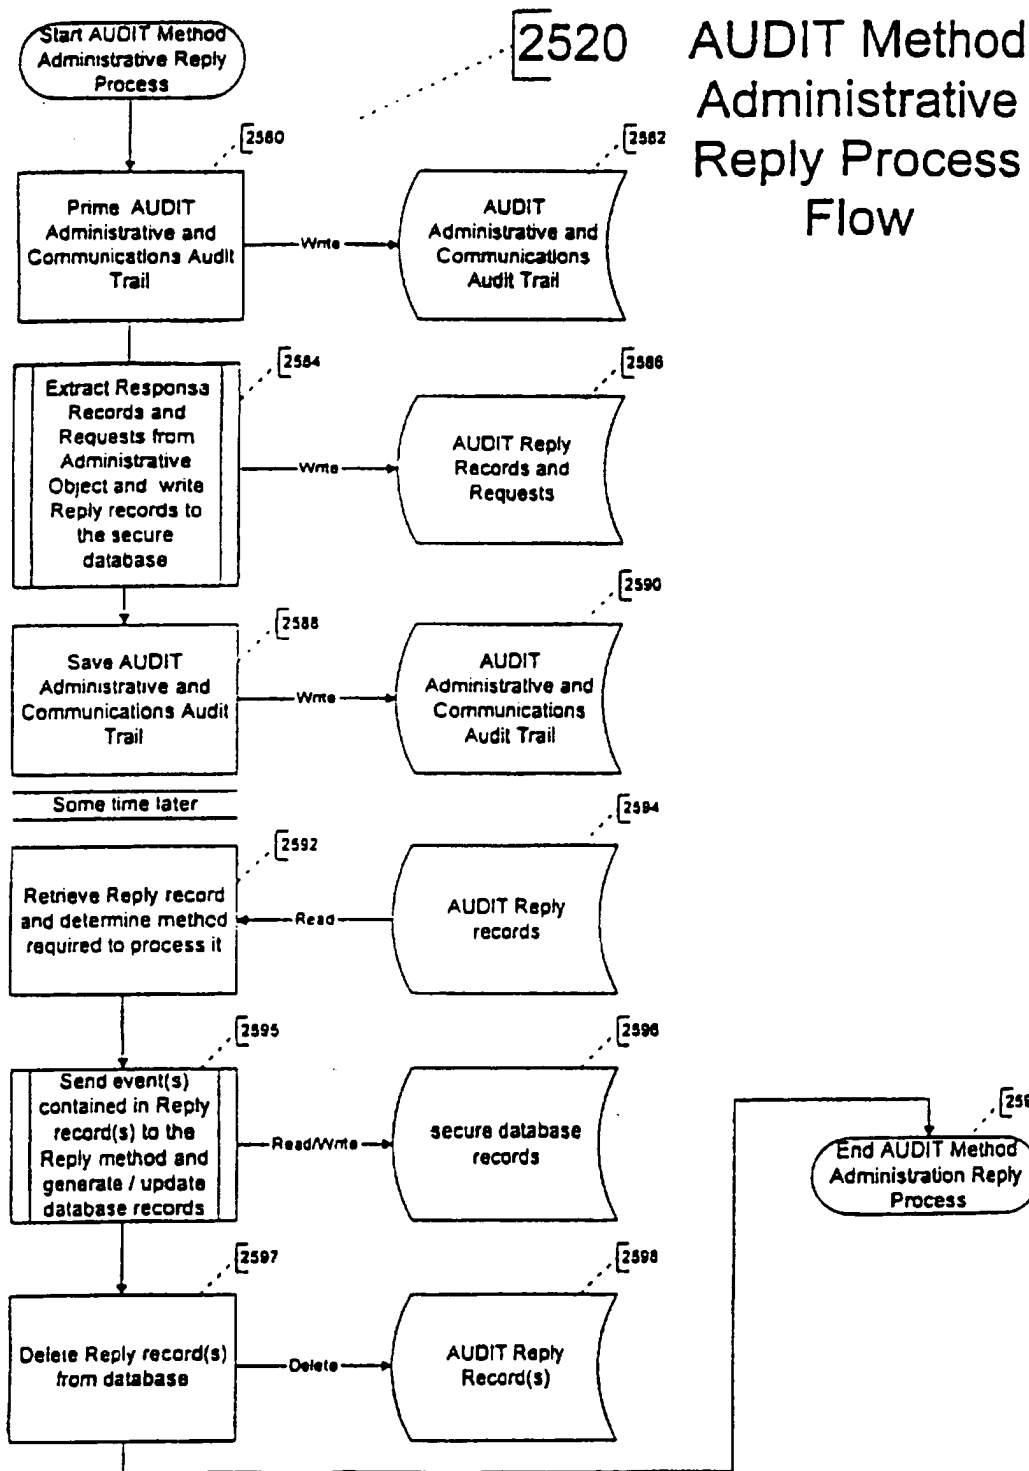 Start AUDIT Method
Administrative Reply
Process
2520
AUDIT Method
Administrative
Reply Process
Flow
2580
2582
Prime AUDIT
Administrative and
Communications Audit
Trail
Write
AUDIT
Administrative and
Communications
Audit Trail
2584
2586
Extract Response
Records and
Requests from
Administrative
Object and write
Reply records to
the secure
database
Write
AUDIT Reply
Records and
Requests
2588
2590
Save AUDIT
Administrative and
Communications Audit
Trail
Write
AUDIT
Administrative and
Communications
Audit Trail
Some time later
2592
2594
Retrieve Reply record
and determine method
required to process it
Read
AUDIT Reply
records
2595
2596
Send event(s)
contained in Reply
record(s) to the
Reply method and
generate / update
database records
Read/Write
secure database
records
259
End AUDIT Method
Administration Reply
Process
2597
2598
Delete Reply record(s)
from database
Delete
AUDIT Reply
Record(s)